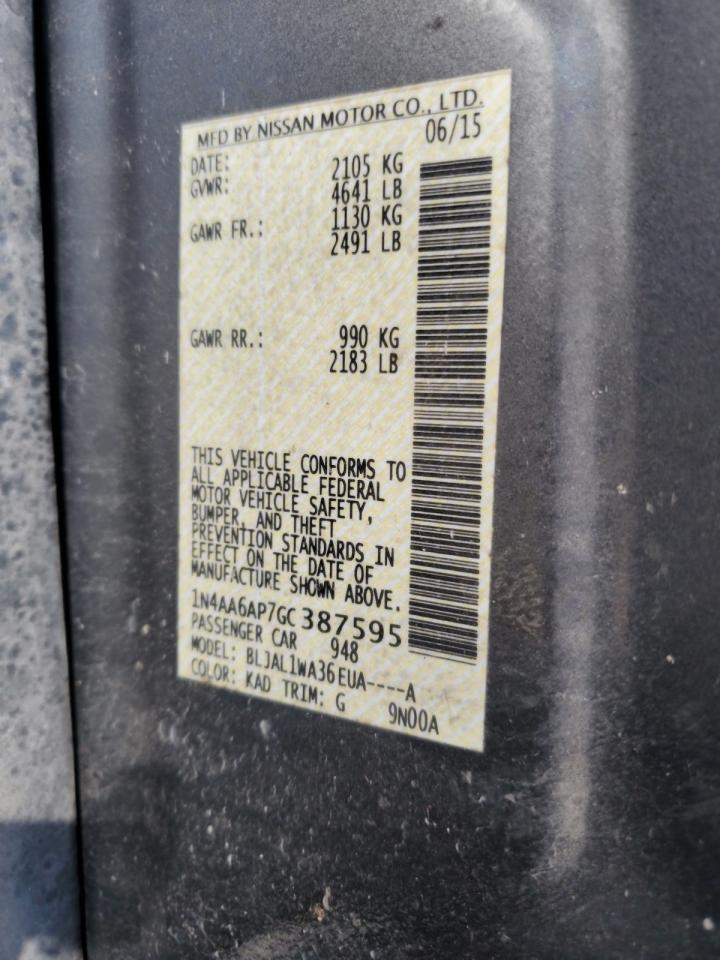 MFD BY NISSAN MOTOR CO., LTD.
DATE: 06/15
GVWR: 2105 KG
4641 LB
GAWR FR.: 1130 KG
2491 LB
GAWR RR.: 990 KG
2183 LB
THIS VEHICLE CONFORMS TO
ALL APPLICABLE FEDERAL
MOTOR VEHICLE SAFETY,
BUMPER, AND THEFT
PREVENTION STANDARDS IN
EFFECT ON THE DATE OF
MANUFACTURE SHOWN ABOVE.
1N4AA6AP7GC387595
PASSENGER CAR 948
MODEL: BLJAL1WA36EUA----A
COLOR: KAD TRIM: G 9N00A